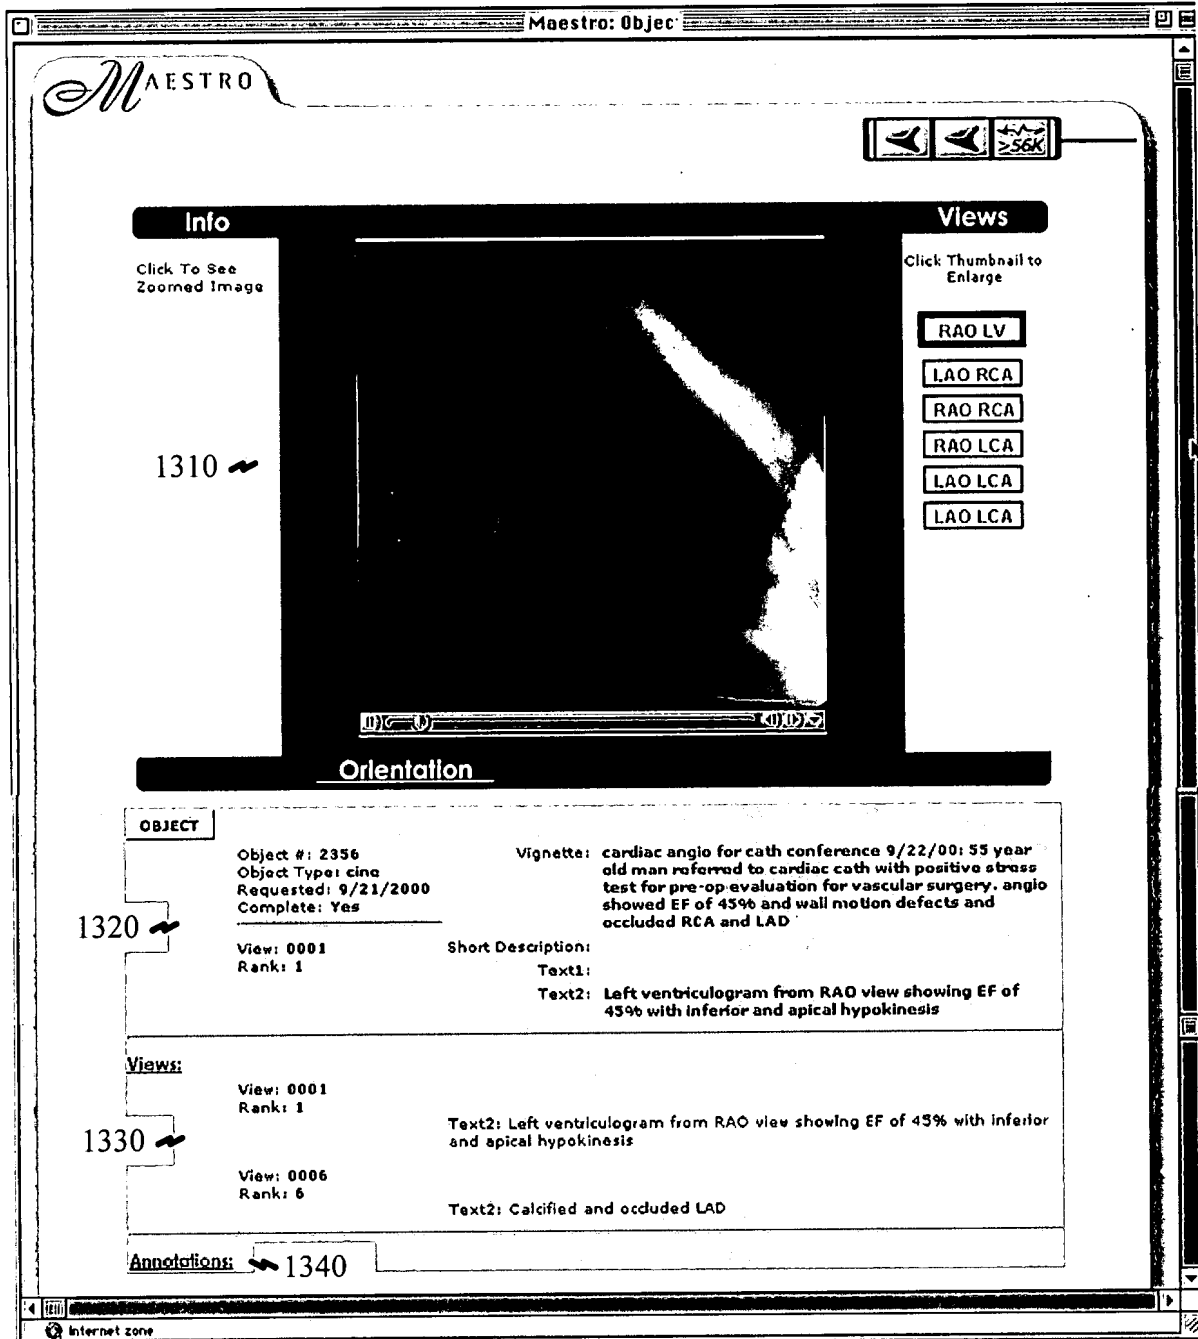 Maestro: Objec
MAESTRO
>56K
Info
Views
Click To See
Zoomed Image
Click Thumbnail to
Enlarge
RAO LV
LAO RCA
RAO RCA
RAO LCA
LAO LCA
LAO LCA
1310
Orientation
OBJECT
Object #: 2356
Object Type: cine
Requested: 9/21/2000
Complete: Yes
View: 0001
Rank: 1
Vignette: cardiac angio for cath conference 9/22/00: 55 year
old man referred to cardiac cath with positive stress
test for pre-op evaluation for vascular surgery. angio
showed EF of 45% and wall motion defects and
occluded RCA and LAD
Short Description:
Text1:
Text2: Left ventriculogram from RAO view showing EF of
45% with inferior and apical hypokinesis
1320
Views:
View: 0001
Rank: 1
Text2: Left ventriculogram from RAO view showing EF of 45% with inferior
and apical hypokinesis
1330
View: 0006
Rank: 6
Text2: Calcified and occluded LAD
Annotations: 1340
Internet zone